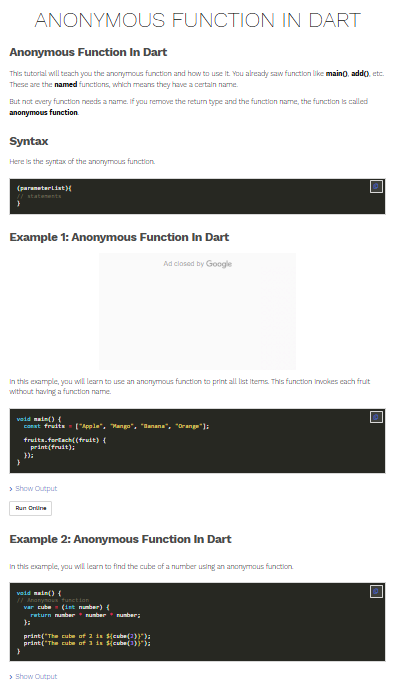 ANONYMOUS FUNCTION IN DART
Anonymous Function In Dart
This tutorial will teach you the anonymous function and how to use it. You already saw function like main(), add(), etc.
These are the named functions, which means they have a certain name.
But not every function needs a name. If you remove the return type and the function name, the function is called
anonymous function.
Syntax
Here is the syntax of the anonymous function.
(parameterList){
// statements
}
Example 1: Anonymous Function In Dart
Ad closed by Google
In this example, you will learn to use an anonymous function to print all list items. This function invokes each fruit
without having a function name.
void main() {
const fruits = ["Apple", "Mango", "Banana", "Orange"];
fruits.forEach((fruit) {
print(fruit);
});
}
› Show Output
Run Online
Example 2: Anonymous Function In Dart
In this example, you will learn to find the cube of a number using an anonymous function.
void main() {
// Anonymous function
var cube = (int number) {
return number * number * number;
};
print("The cube of 2 is ${cube(2)}");
print("The cube of 3 is ${cube(3)}");
}
› Show Output